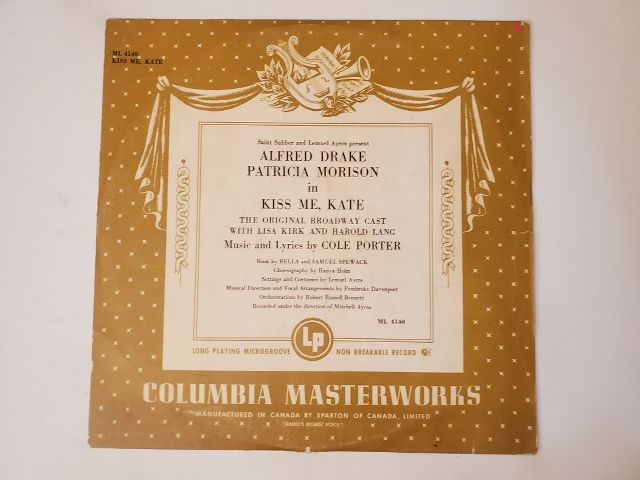 ML 4140
KISS ME, KATE
Saint Subber and Lemuel Ayers present
ALFRED DRAKE
PATRICIA MORISON
in
KISS ME, KATE
THE ORIGINAL BROADWAY CAST
WITH LISA KIRK AND HAROLD LANG
Music and Lyrics by COLE PORTER
Book by BELLA and SAMUEL SPEWACK
Choreography by Hanya Holm
Settings and Costumes by Lemuel Ayers
Musical Direction and Vocal Arrangements by Pembroke Davenport
Orchestrations by Robert Russell Bennett
Recorded under the direction of Mitchell Ayres
ML 4140
LONG PLAYING MICROGROOVE Lp NON BREAKABLE RECORD
COLUMBIA MASTERWORKS
MANUFACTURED IN CANADA BY SPARTON OF CANADA, LIMITED
"RADIO'S RICHEST VOICE"